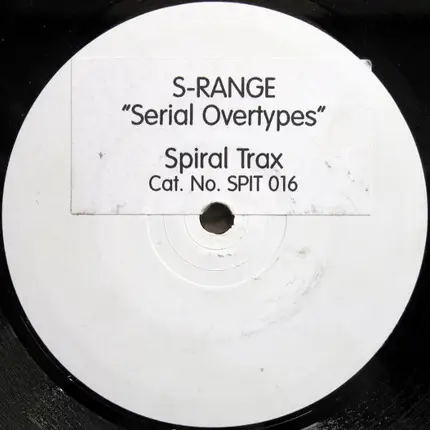 S-RANGE
"Serial Overtypes"
Spiral Trax
Cat. No. SPIT 016